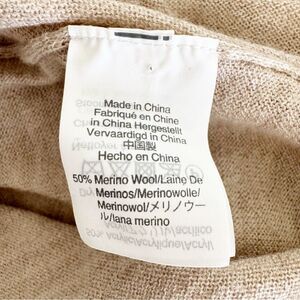 Made in China
Fabriqué en Chine
in China Hergestellt
Vervaardigd in China
中国製
Hecho en China
50% Merino Wool/Laine De
Merinos/Merinowolle/
Merinowol/メリノウー
ル/lana merino